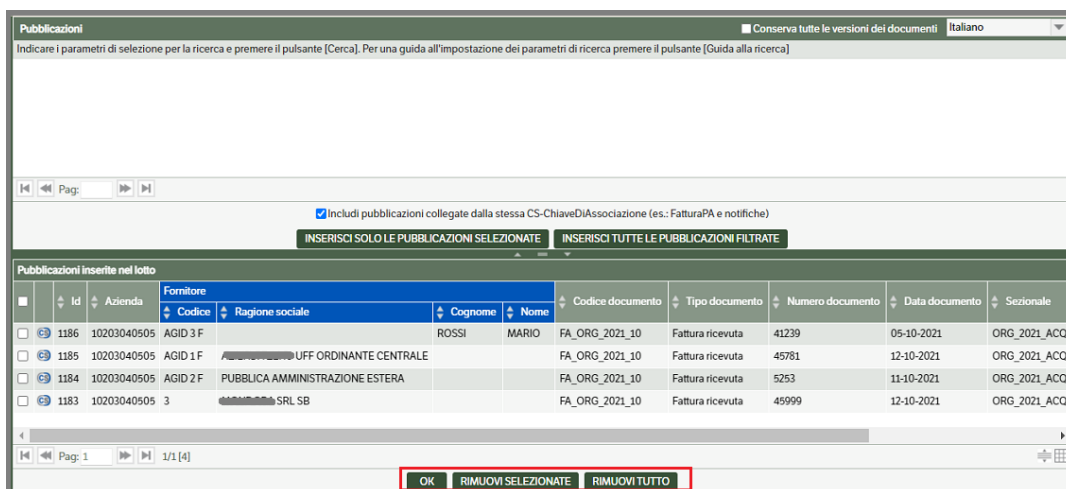 Pubblicazioni Conserva tutte le versioni dei documenti Italiano
Indicare i parametri di selezione per la ricerca e premere il pulsante [Cerca]. Per una guida all'impostazione dei parametri di ricerca premere il pulsante [Guida alla ricerca]
Pag:
Includi pubblicazioni collegate dalla stessa CS-ChiaveDiAssociazione (es.: FatturaPA e notifiche)
INSERISCI SOLO LE PUBBLICAZIONI SELEZIONATE INSERISCI TUTTE LE PUBBLICAZIONI FILTRATE
Pubblicazioni inserite nel lotto
Fornitore
Id Azienda Codice Ragione sociale Cognome Nome Codice documento Tipo documento Numero documento Data documento Sezionale
1186 10203040505 AGID 3 F ROSSI MARIO FA_ORG_2021_10 Fattura ricevuta 41239 05-10-2021 ORG_2021_ACQ
1185 10203040505 AGID 1 F UFF ORDINANTE CENTRALE FA_ORG_2021_10 Fattura ricevuta 45781 12-10-2021 ORG_2021_ACQ
1184 10203040505 AGID 2 F PUBBLICA AMMINISTRAZIONE ESTERA FA_ORG_2021_10 Fattura ricevuta 5253 11-10-2021 ORG_2021_ACQ
1183 10203040505 3 SRL SB FA_ORG_2021_10 Fattura ricevuta 45999 12-10-2021 ORG_2021_ACQ
Pag: 1 1/1 [4]
OK RIMUOVI SELEZIONATE RIMUOVI TUTTO